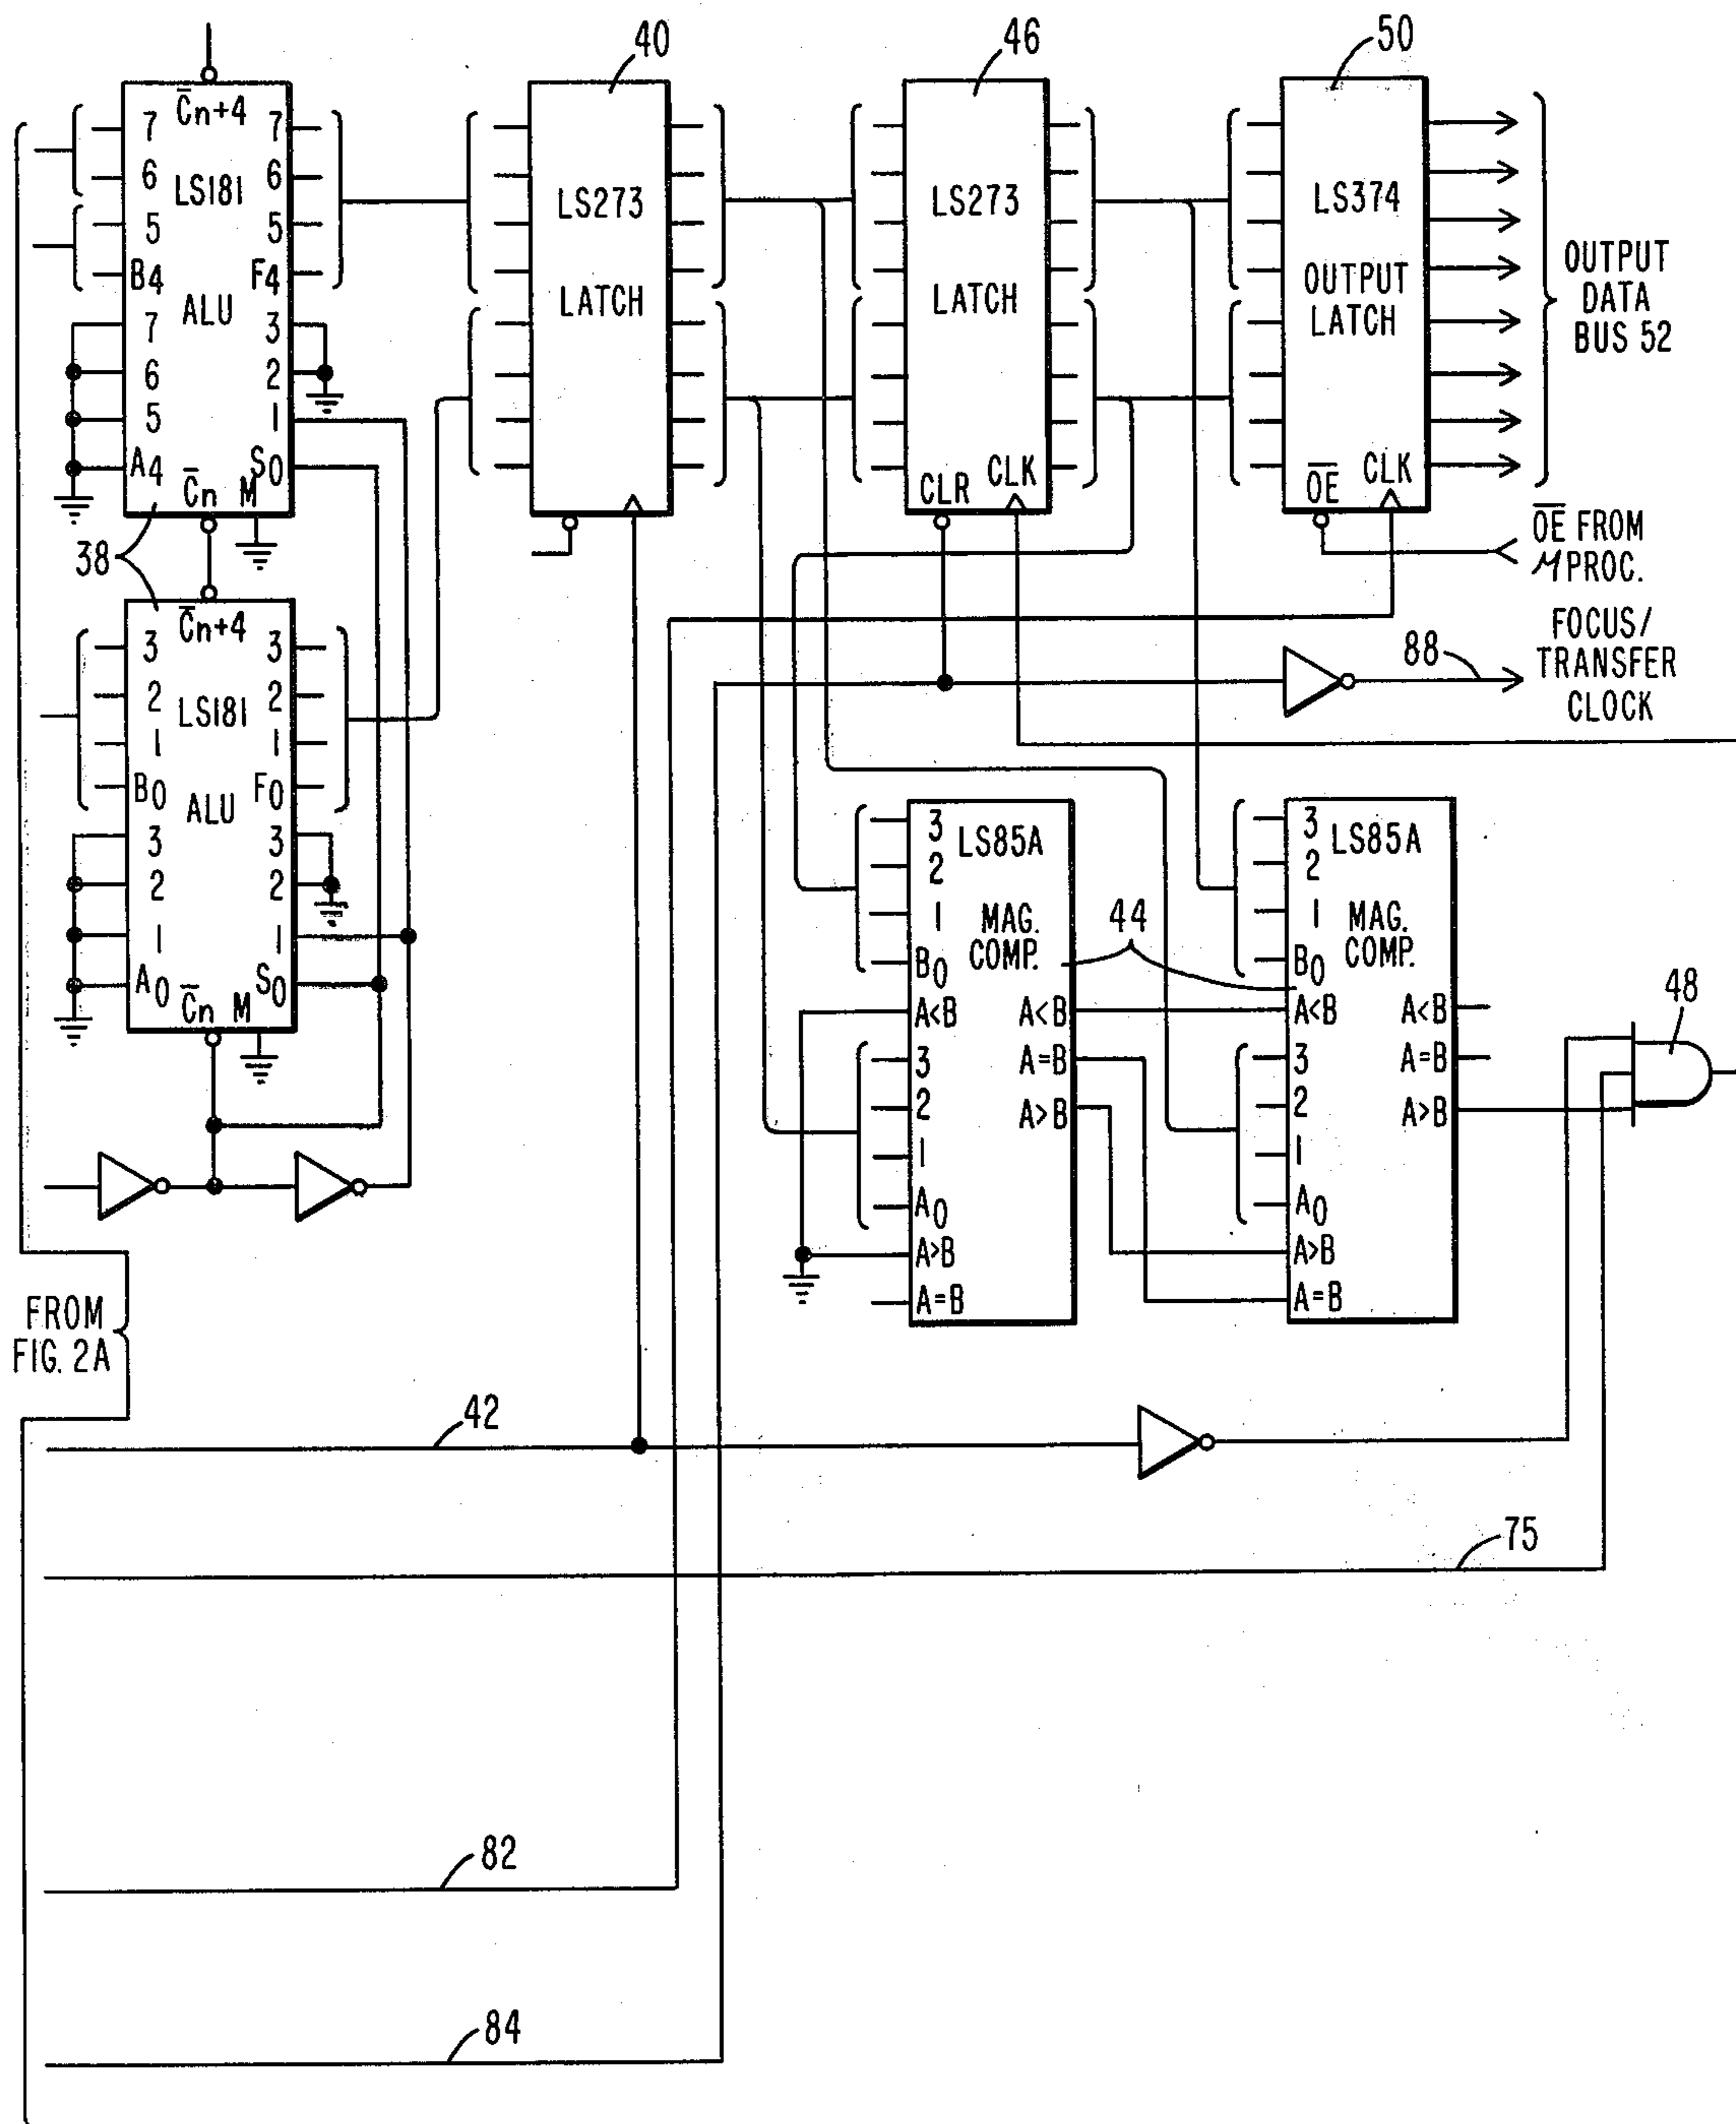 40
46
50
C̅n+4
7
6
5
B4
7
6
5
A4
LS181
ALU
7
6
5
F4
3
2
1
S0
C̅n M
38
LS273
LATCH
LS273
LATCH
CLR
CLK
LS374
OUTPUT
LATCH
O̅E̅
CLK
OUTPUT
DATA
BUS 52
O̅E̅ FROM
μPROC.
FOCUS/
TRANSFER
CLOCK
88
C̅n+4
3
2
1
B0
3
2
1
A0
LS181
ALU
3
2
1
F0
3
2
1
S0
C̅n M
3
2
1
B0
A<B
3
2
1
A0
A>B
A=B
LS85A
MAG.
COMP.
A<B
A=B
A>B
44
3
2
1
B0
A<B
3
2
1
A0
A>B
A=B
LS85A
MAG.
COMP.
A<B
A=B
A>B
48
FROM
FIG. 2A
42
75
82
84